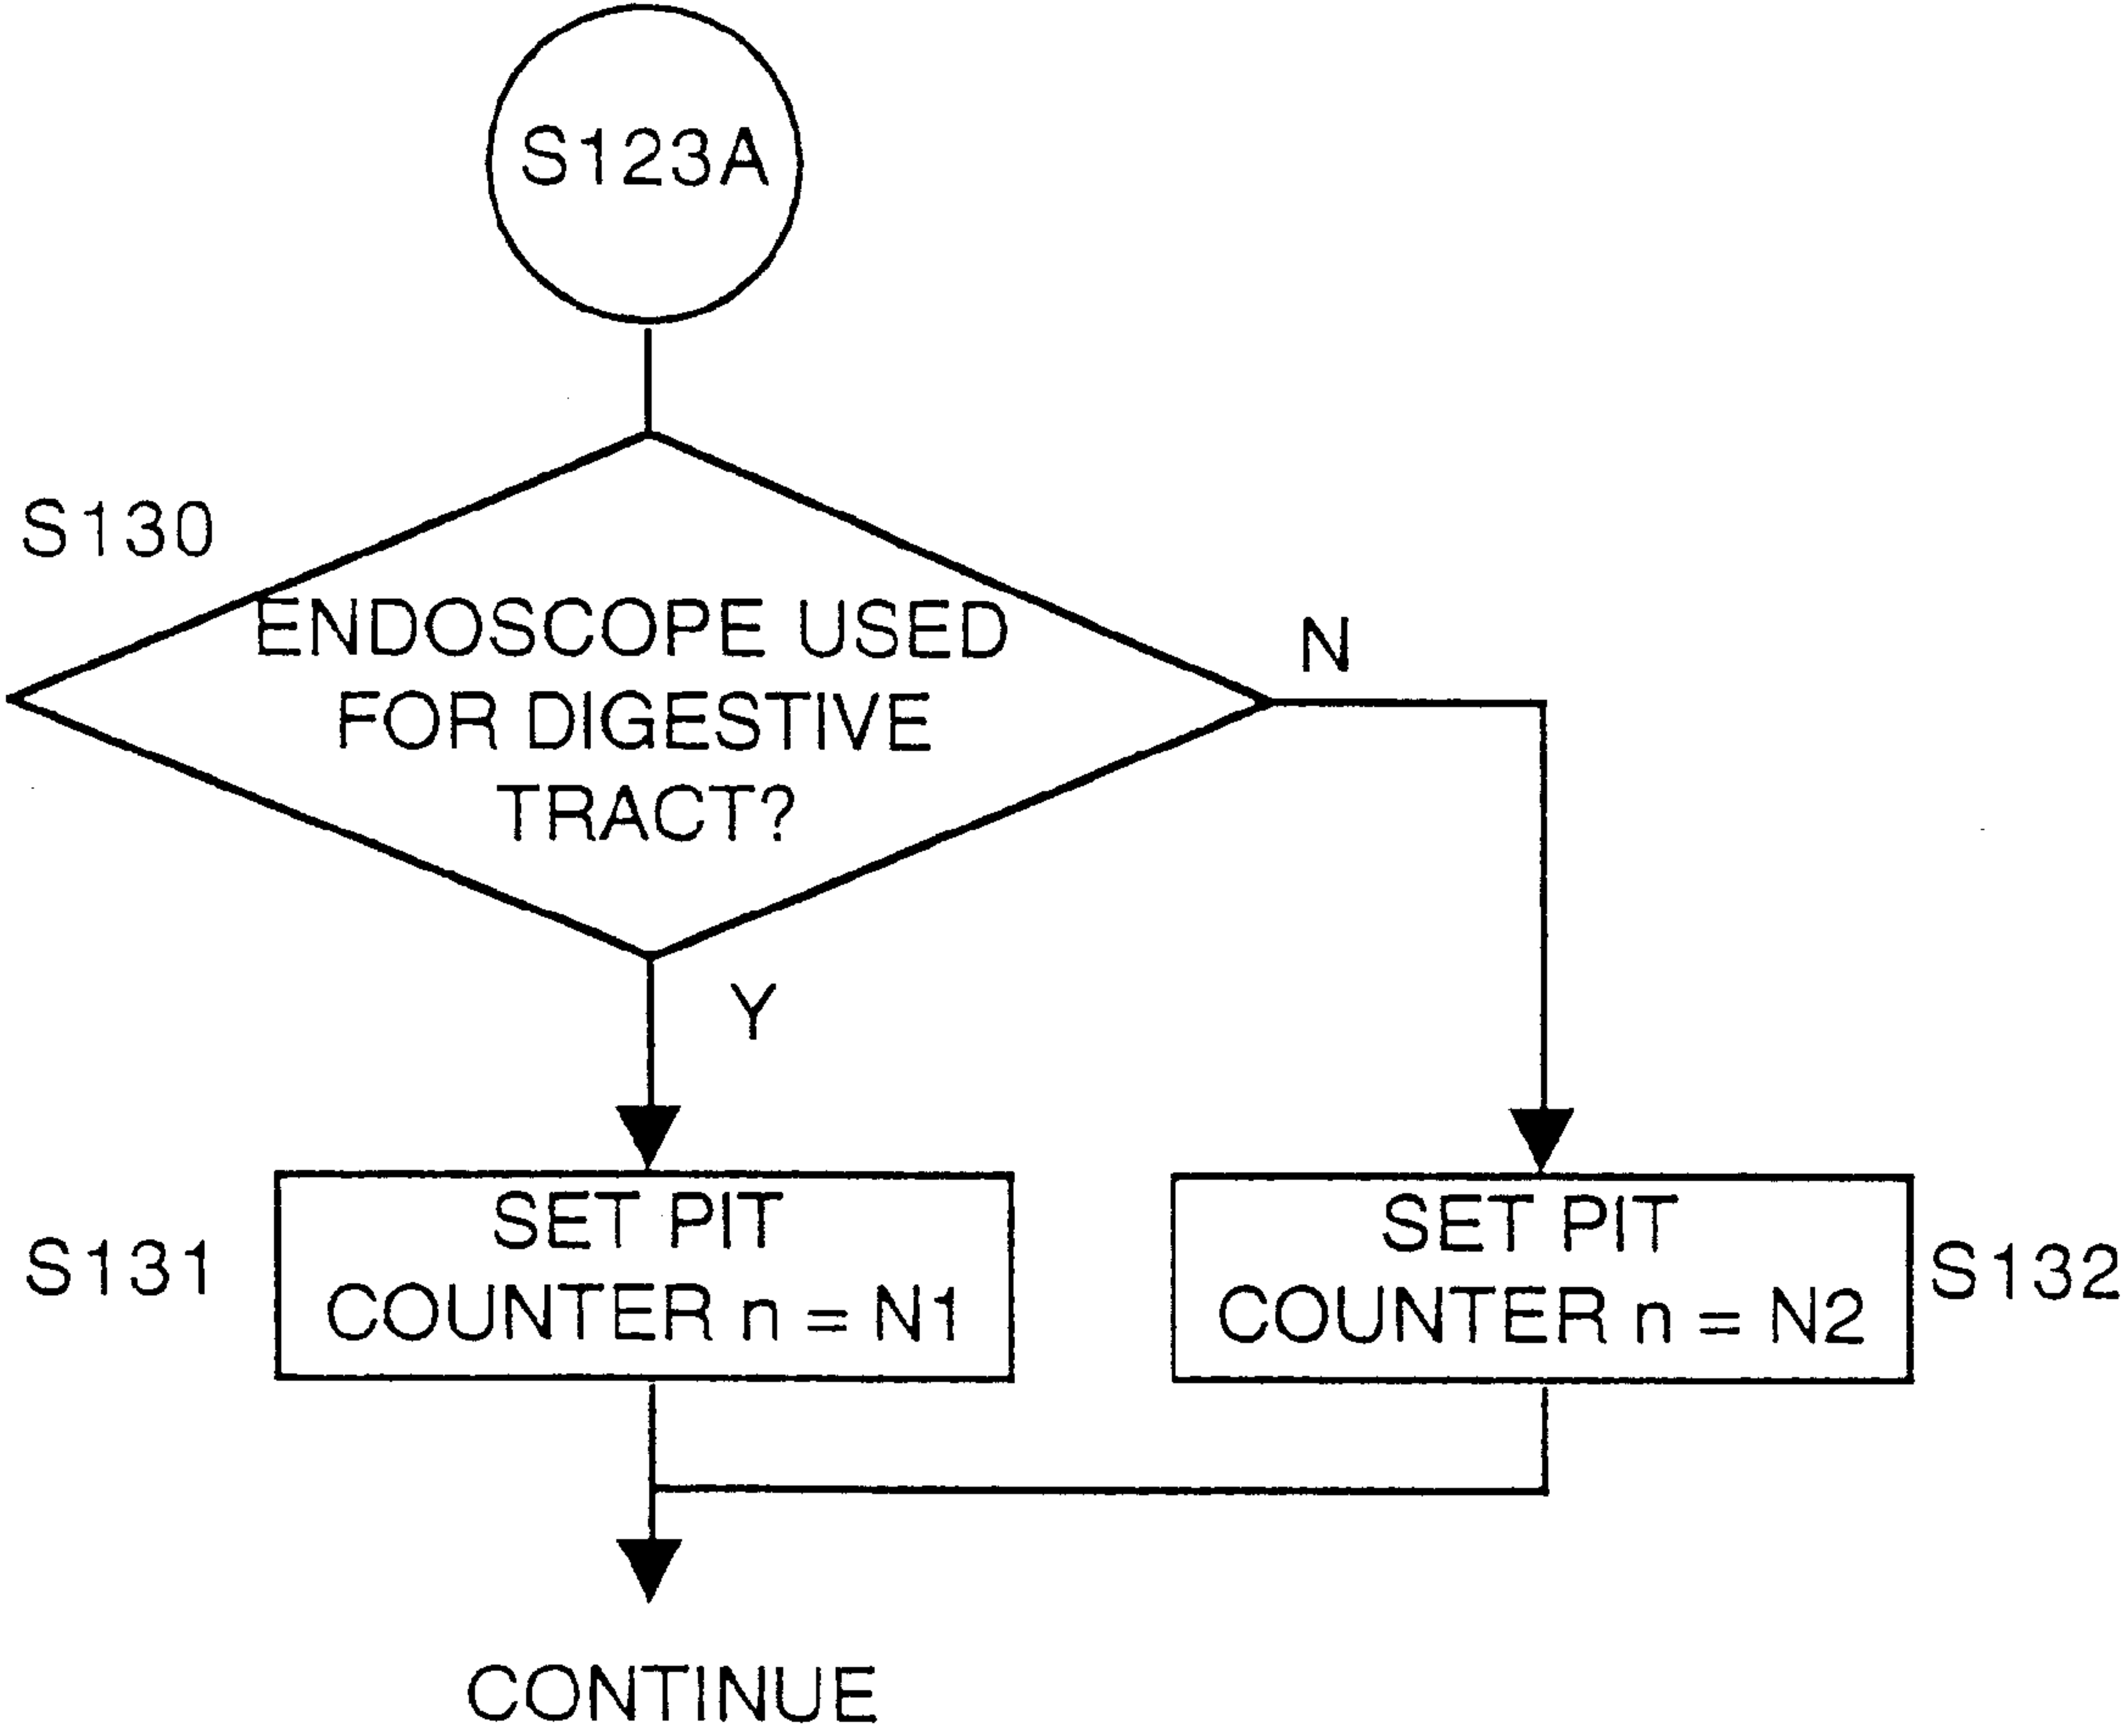 S123A
S130
ENDOSCOPE USED
FOR DIGESTIVE
TRACT?
N
Y
S131
SET PIT
COUNTER n = N1
SET PIT
COUNTER n = N2
S132
CONTINUE